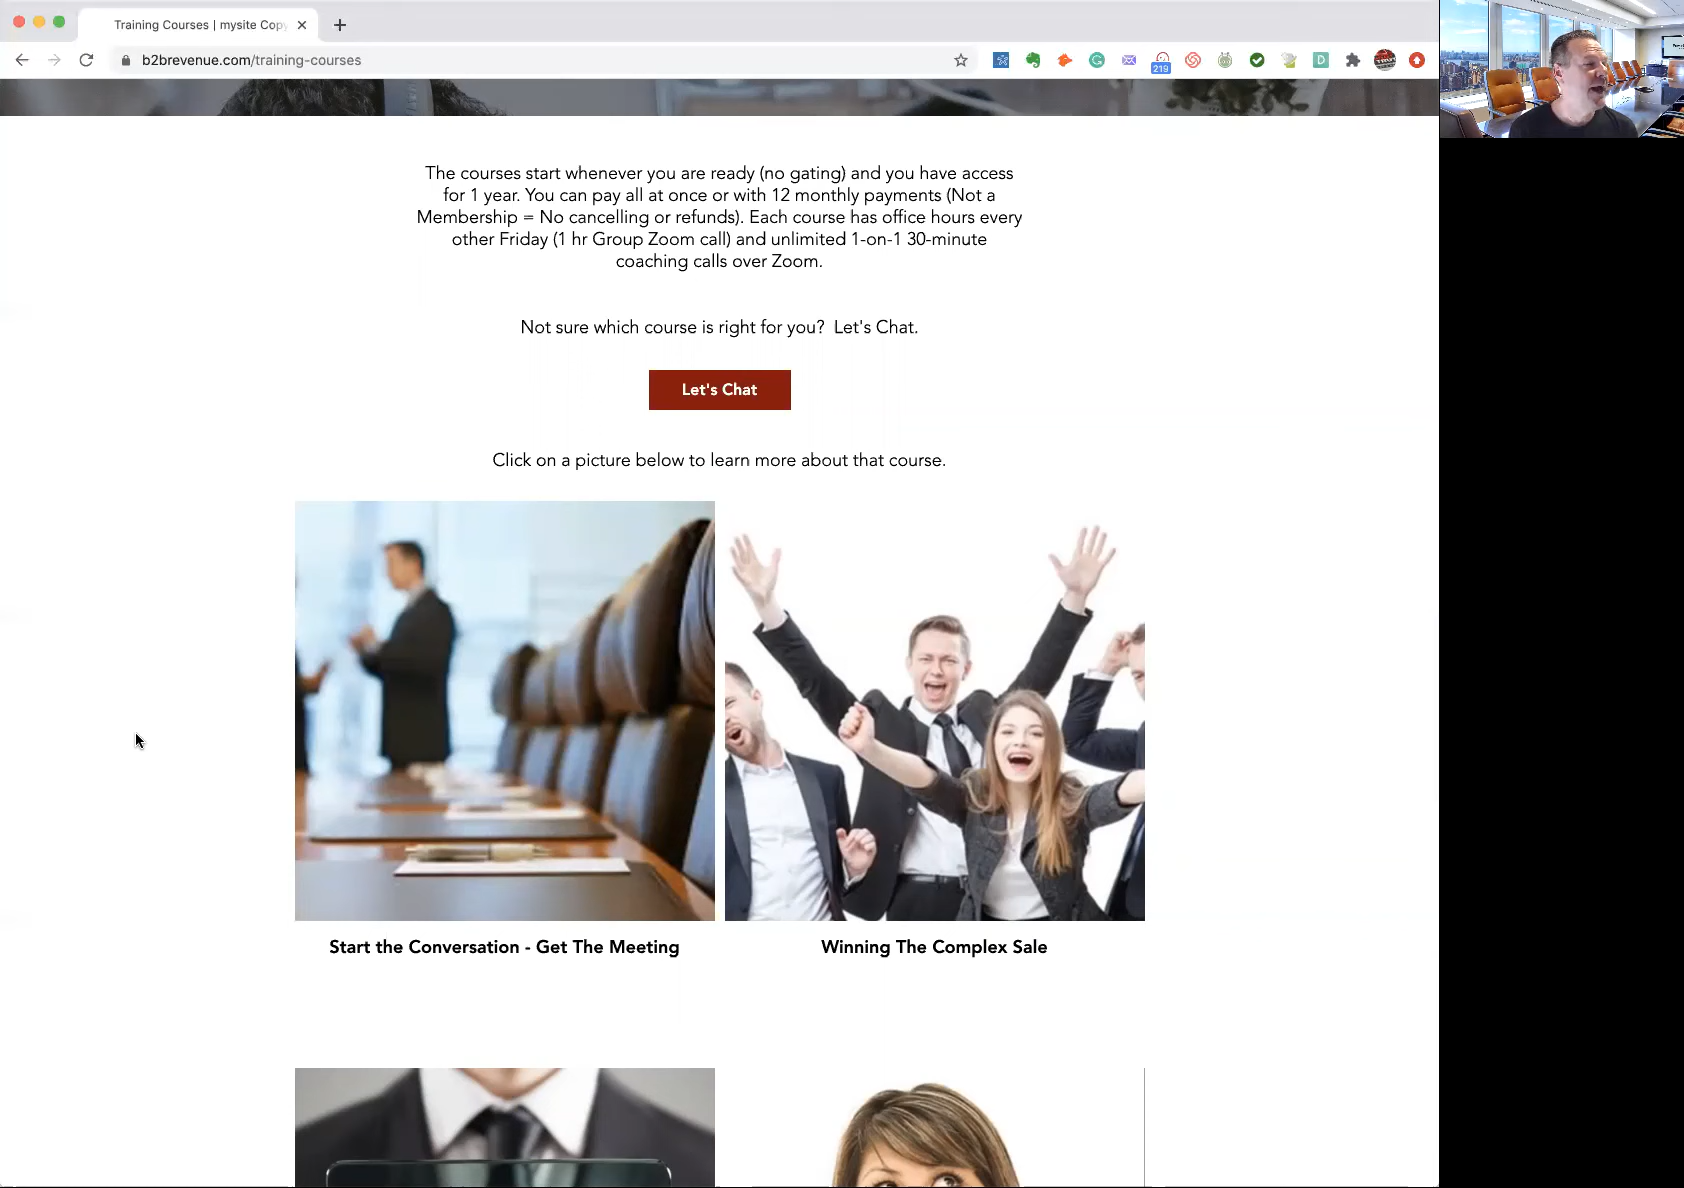 Training Courses | mysite Copy
b2brevenue.com/training-courses
219
The courses start whenever you are ready (no gating) and you have access
for 1 year. You can pay all at once or with 12 monthly payments (Not a
Membership = No cancelling or refunds). Each course has office hours every
other Friday (1 hr Group Zoom call) and unlimited 1-on-1 30-minute
coaching calls over Zoom.
Not sure which course is right for you?  Let's Chat.
Let's Chat
Click on a picture below to learn more about that course.
Start the Conversation - Get The Meeting
Winning The Complex Sale